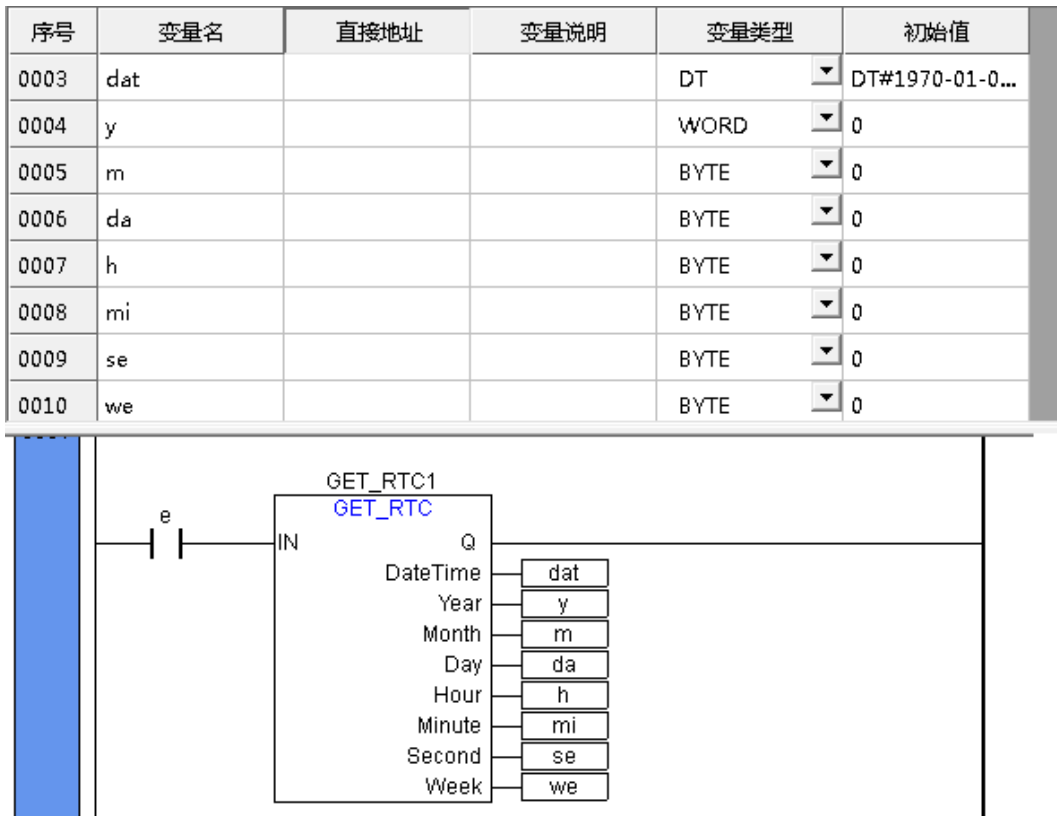 序号 变量名 直接地址 变量说明 变量类型 初始值
0003 dat DT DT#1970-01-0...
0004 y WORD 0
0005 m BYTE 0
0006 da BYTE 0
0007 h BYTE 0
0008 mi BYTE 0
0009 se BYTE 0
0010 we BYTE 0
GET_RTC1
GET_RTC
e
IN Q
DateTime dat
Year y
Month m
Day da
Hour h
Minute mi
Second se
Week we